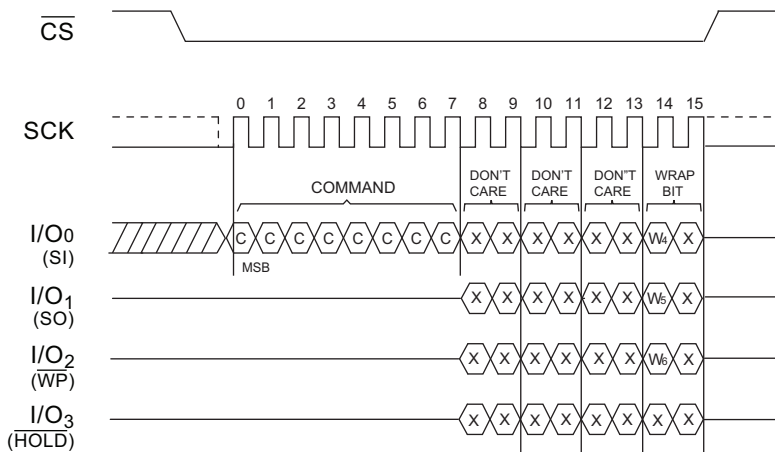 CS
0 1 2 3 4 5 6 7 8 9 10 11 12 13 14 15
SCK
COMMAND
DON'T CARE
DON'T CARE
DON"T CARE
WRAP BIT
I/O0 (SI)
C C C C C C C C X X X X X X W4 X
MSB
I/O1 (SO)
X X X X X X W5 X
I/O2 (WP)
X X X X X X W6 X
I/O3 (HOLD)
X X X X X X X X